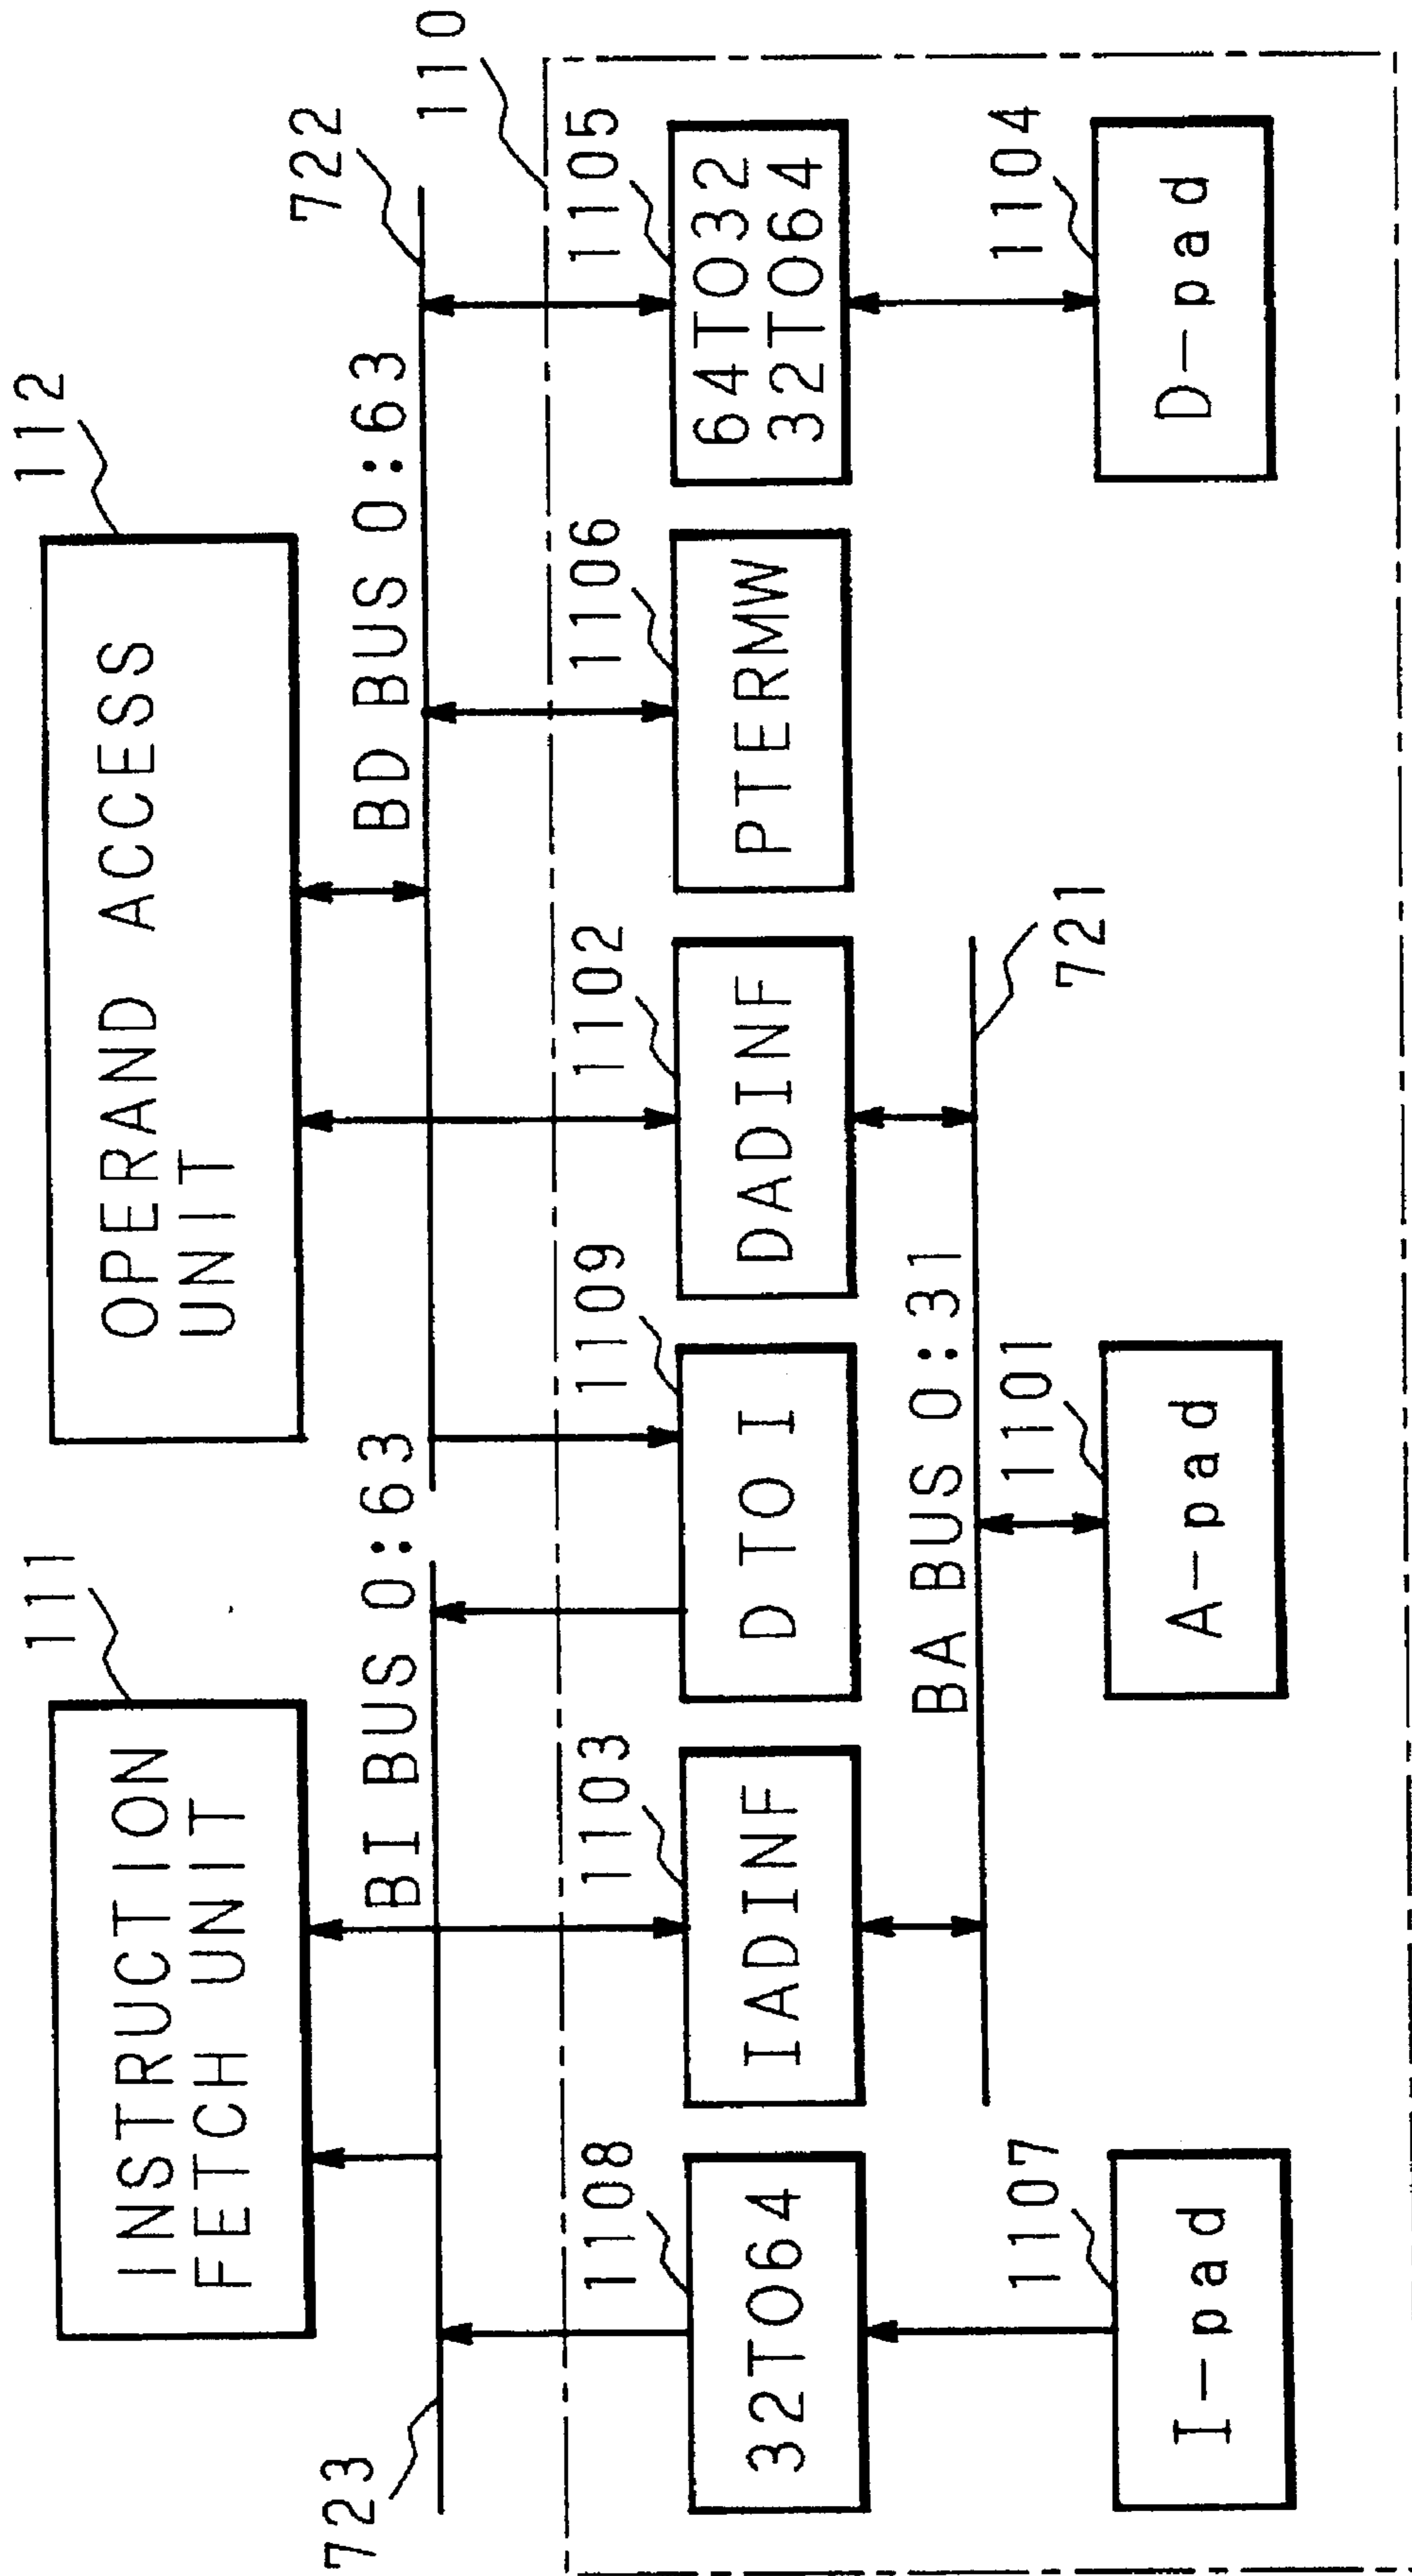 111
112
INSTRUCTION
FETCH UNIT
OPERAND ACCESS
UNIT
723
BI BUS 0:63
BD BUS 0:63
722
110
1108
1103
1109
1102
1106
1105
32TO64
IADINF
D TO I
DADINF
PTERMW
64TO32
32TO64
BA BUS 0:31
721
1107
1101
1104
I-pad
A-pad
D-pad